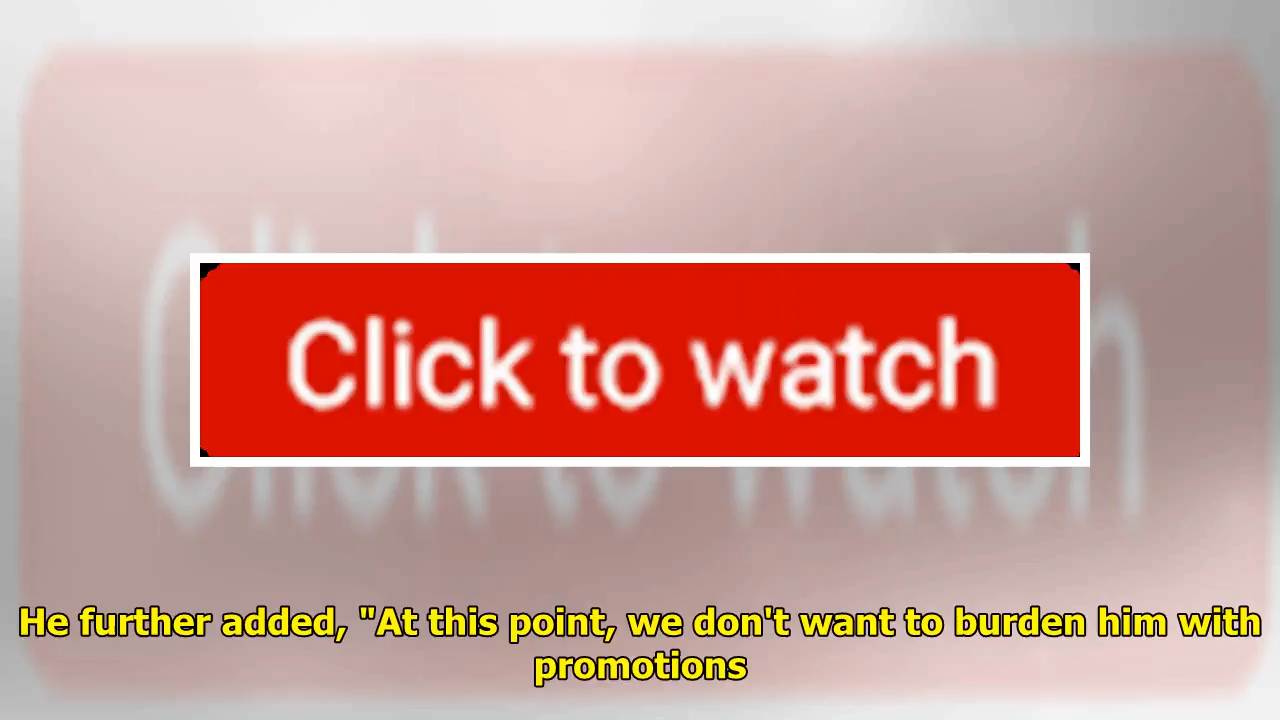 Click to watch
He further added, "At this point, we don't want to burden him with
promotions